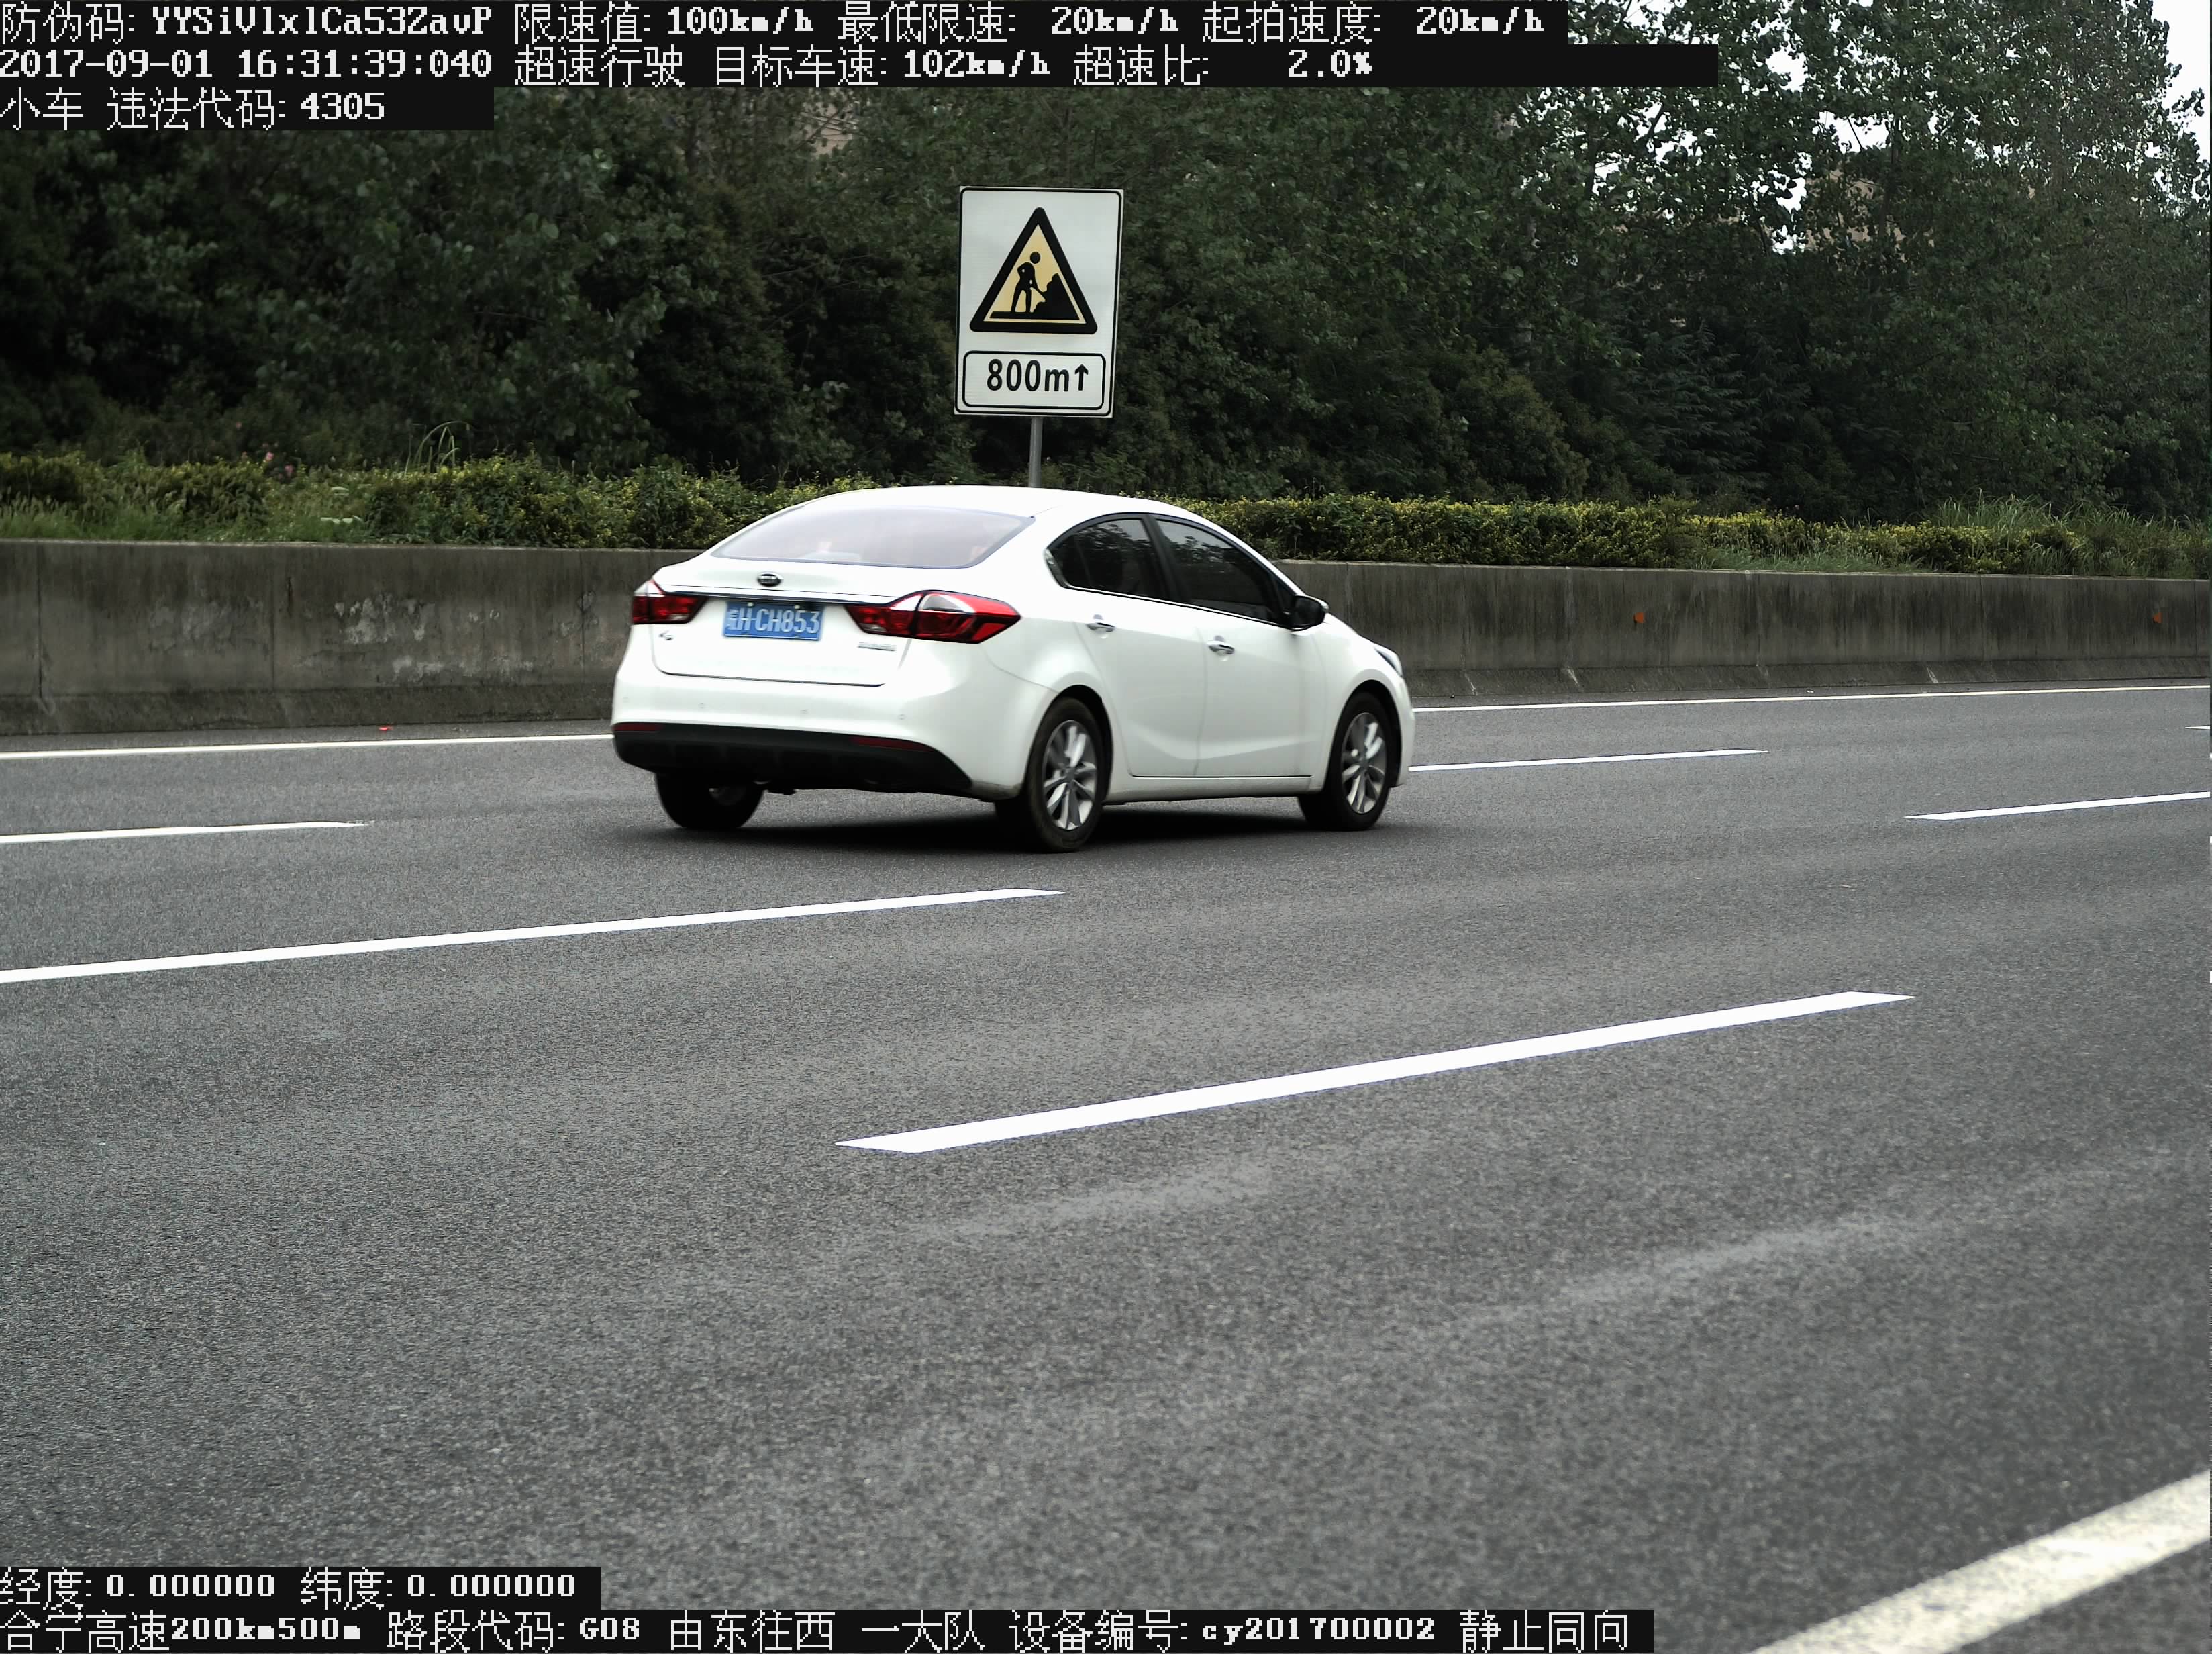 防伪码: YYSiVlxlCa53ZavP 限速值: 100km/h 最低限速: 20km/h 起拍速度: 20km/h
2017-09-01 16:31:39:040 超速行驶 目标车速: 102km/h 超速比: 2.0%
小车 违法代码: 4305
800m↑
皖H·CH853
经度: 0.000000 纬度: 0.000000
合宁高速200km500m 路段代码: G08 由东往西 一大队 设备编号: cy201700002 静止同向